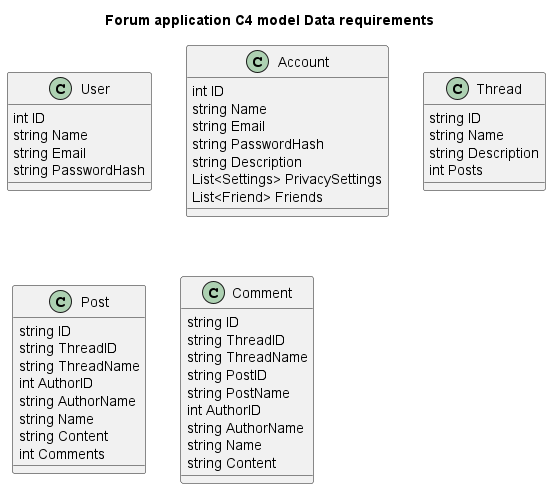 Forum application C4 model Data requirements
C User
int ID
string Name
string Email
string PasswordHash
C Account
int ID
string Name
string Email
string PasswordHash
string Description
List<Settings> PrivacySettings
List<Friend> Friends
C Thread
string ID
string Name
string Description
int Posts
C Post
string ID
string ThreadID
string ThreadName
int AuthorID
string AuthorName
string Name
string Content
int Comments
C Comment
string ID
string ThreadID
string ThreadName
string PostID
string PostName
int AuthorID
string AuthorName
string Name
string Content